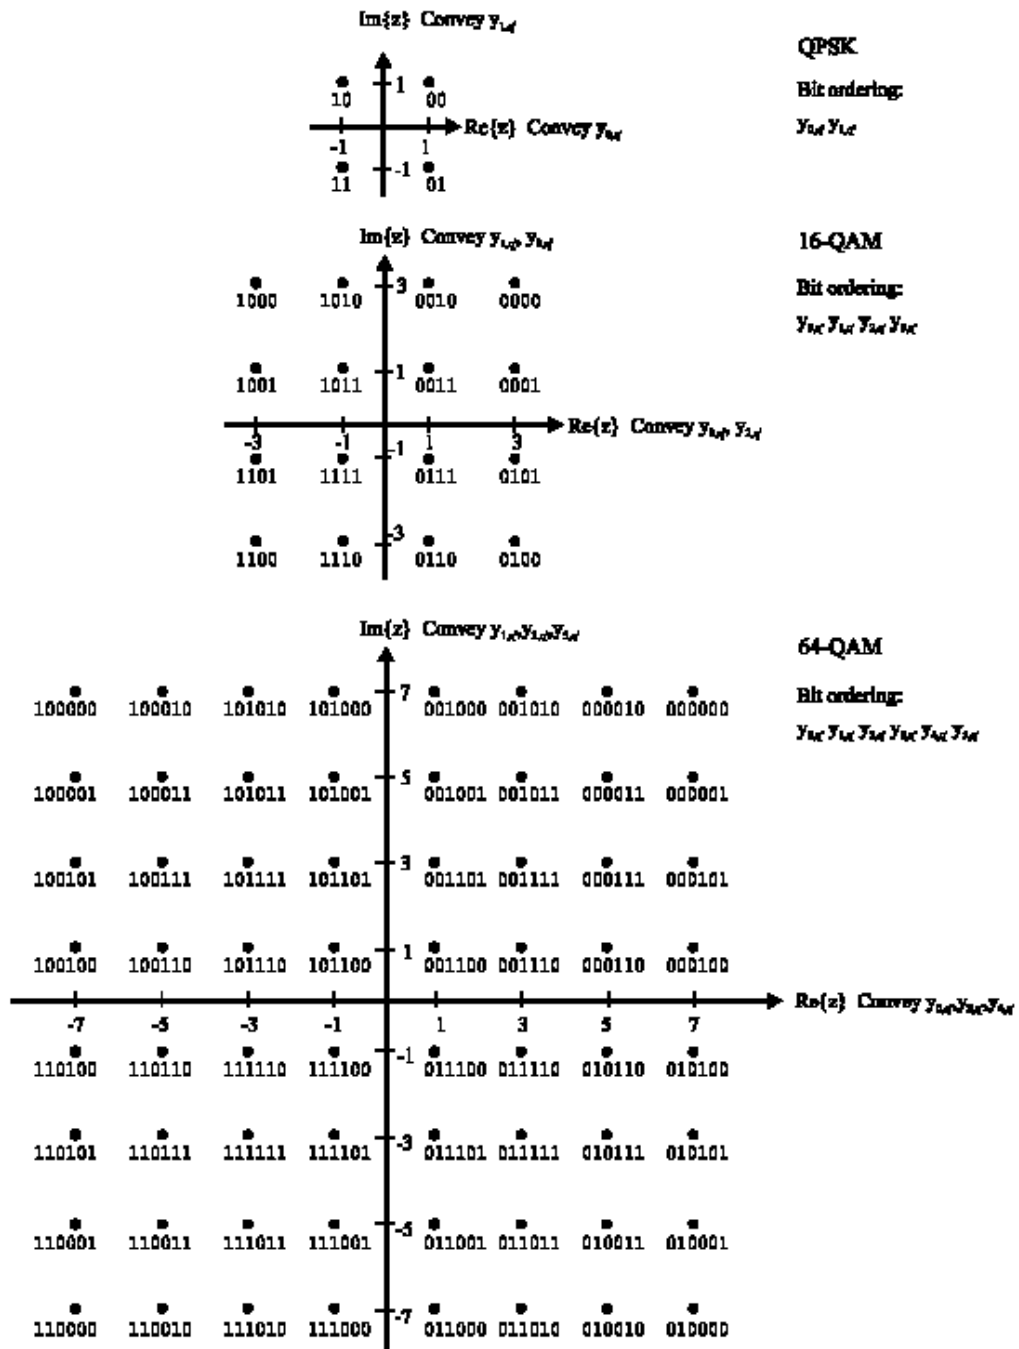 Im{z} Convey y1,q'
QPSK
1
Bit ordering:
10 00
y0,q' y1,q'
Re{z} Convey y0,q'
-1 1
-1
11 01
Im{z} Convey y1,q', y3,q'
16-QAM
3
Bit ordering:
1000 1010 0010 0000
y0,q' y1,q' y2,q' y3,q'
1
1001 1011 0011 0001
Re{z} Convey y0,q', y2,q'
-3 -1 1 3
-1
1101 1111 0111 0101
-3
1100 1110 0110 0100
Im{z} Convey y1,q',y3,q',y5,q'
64-QAM
7
Bit ordering:
100000 100010 101010 101000 001000 001010 000010 000000
y0,q' y1,q' y2,q' y3,q' y4,q' y5,q'
5
100001 100011 101011 101001 001001 001011 000011 000001
3
100101 100111 101111 101101 001101 001111 000111 000101
1
100100 100110 101110 101100 001100 001110 000110 000100
Re{z} Convey y0,q',y2,q',y4,q'
-7 -5 -3 -1 1 3 5 7
-1
110100 110110 111110 111100 011100 011110 010110 010100
-3
110101 110111 111111 111101 011101 011111 010111 010101
-5
110001 110011 111011 111001 011001 011011 010011 010001
-7
110000 110010 111010 111000 011000 011010 010010 010000